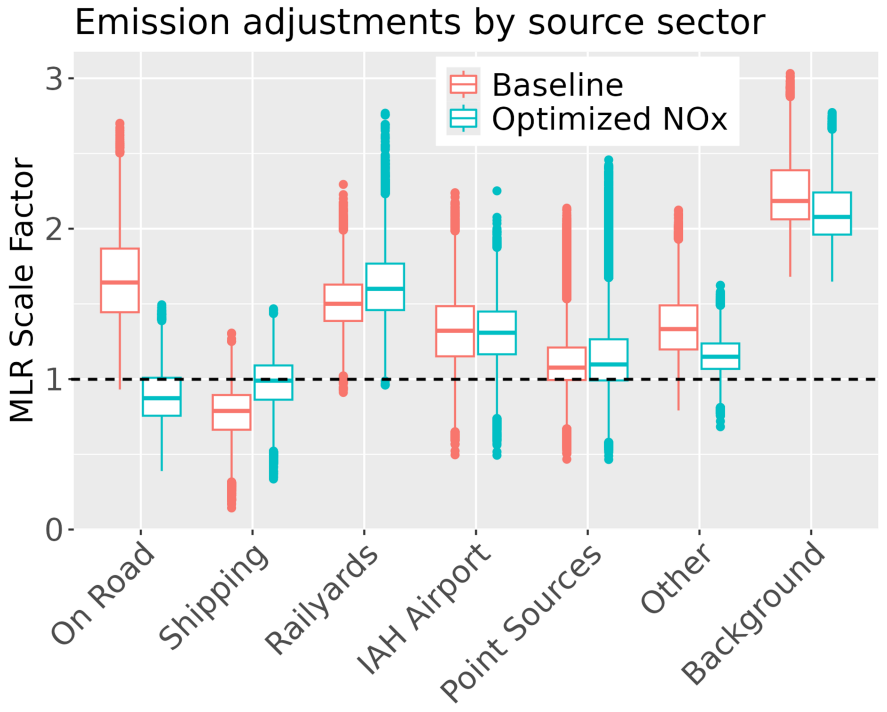 Emission adjustments by source sector
MLR Scale Factor
3
2
1
0
Baseline
Optimized NOx
On Road
Shipping
Railyards
IAH Airport
Point Sources
Other
Background